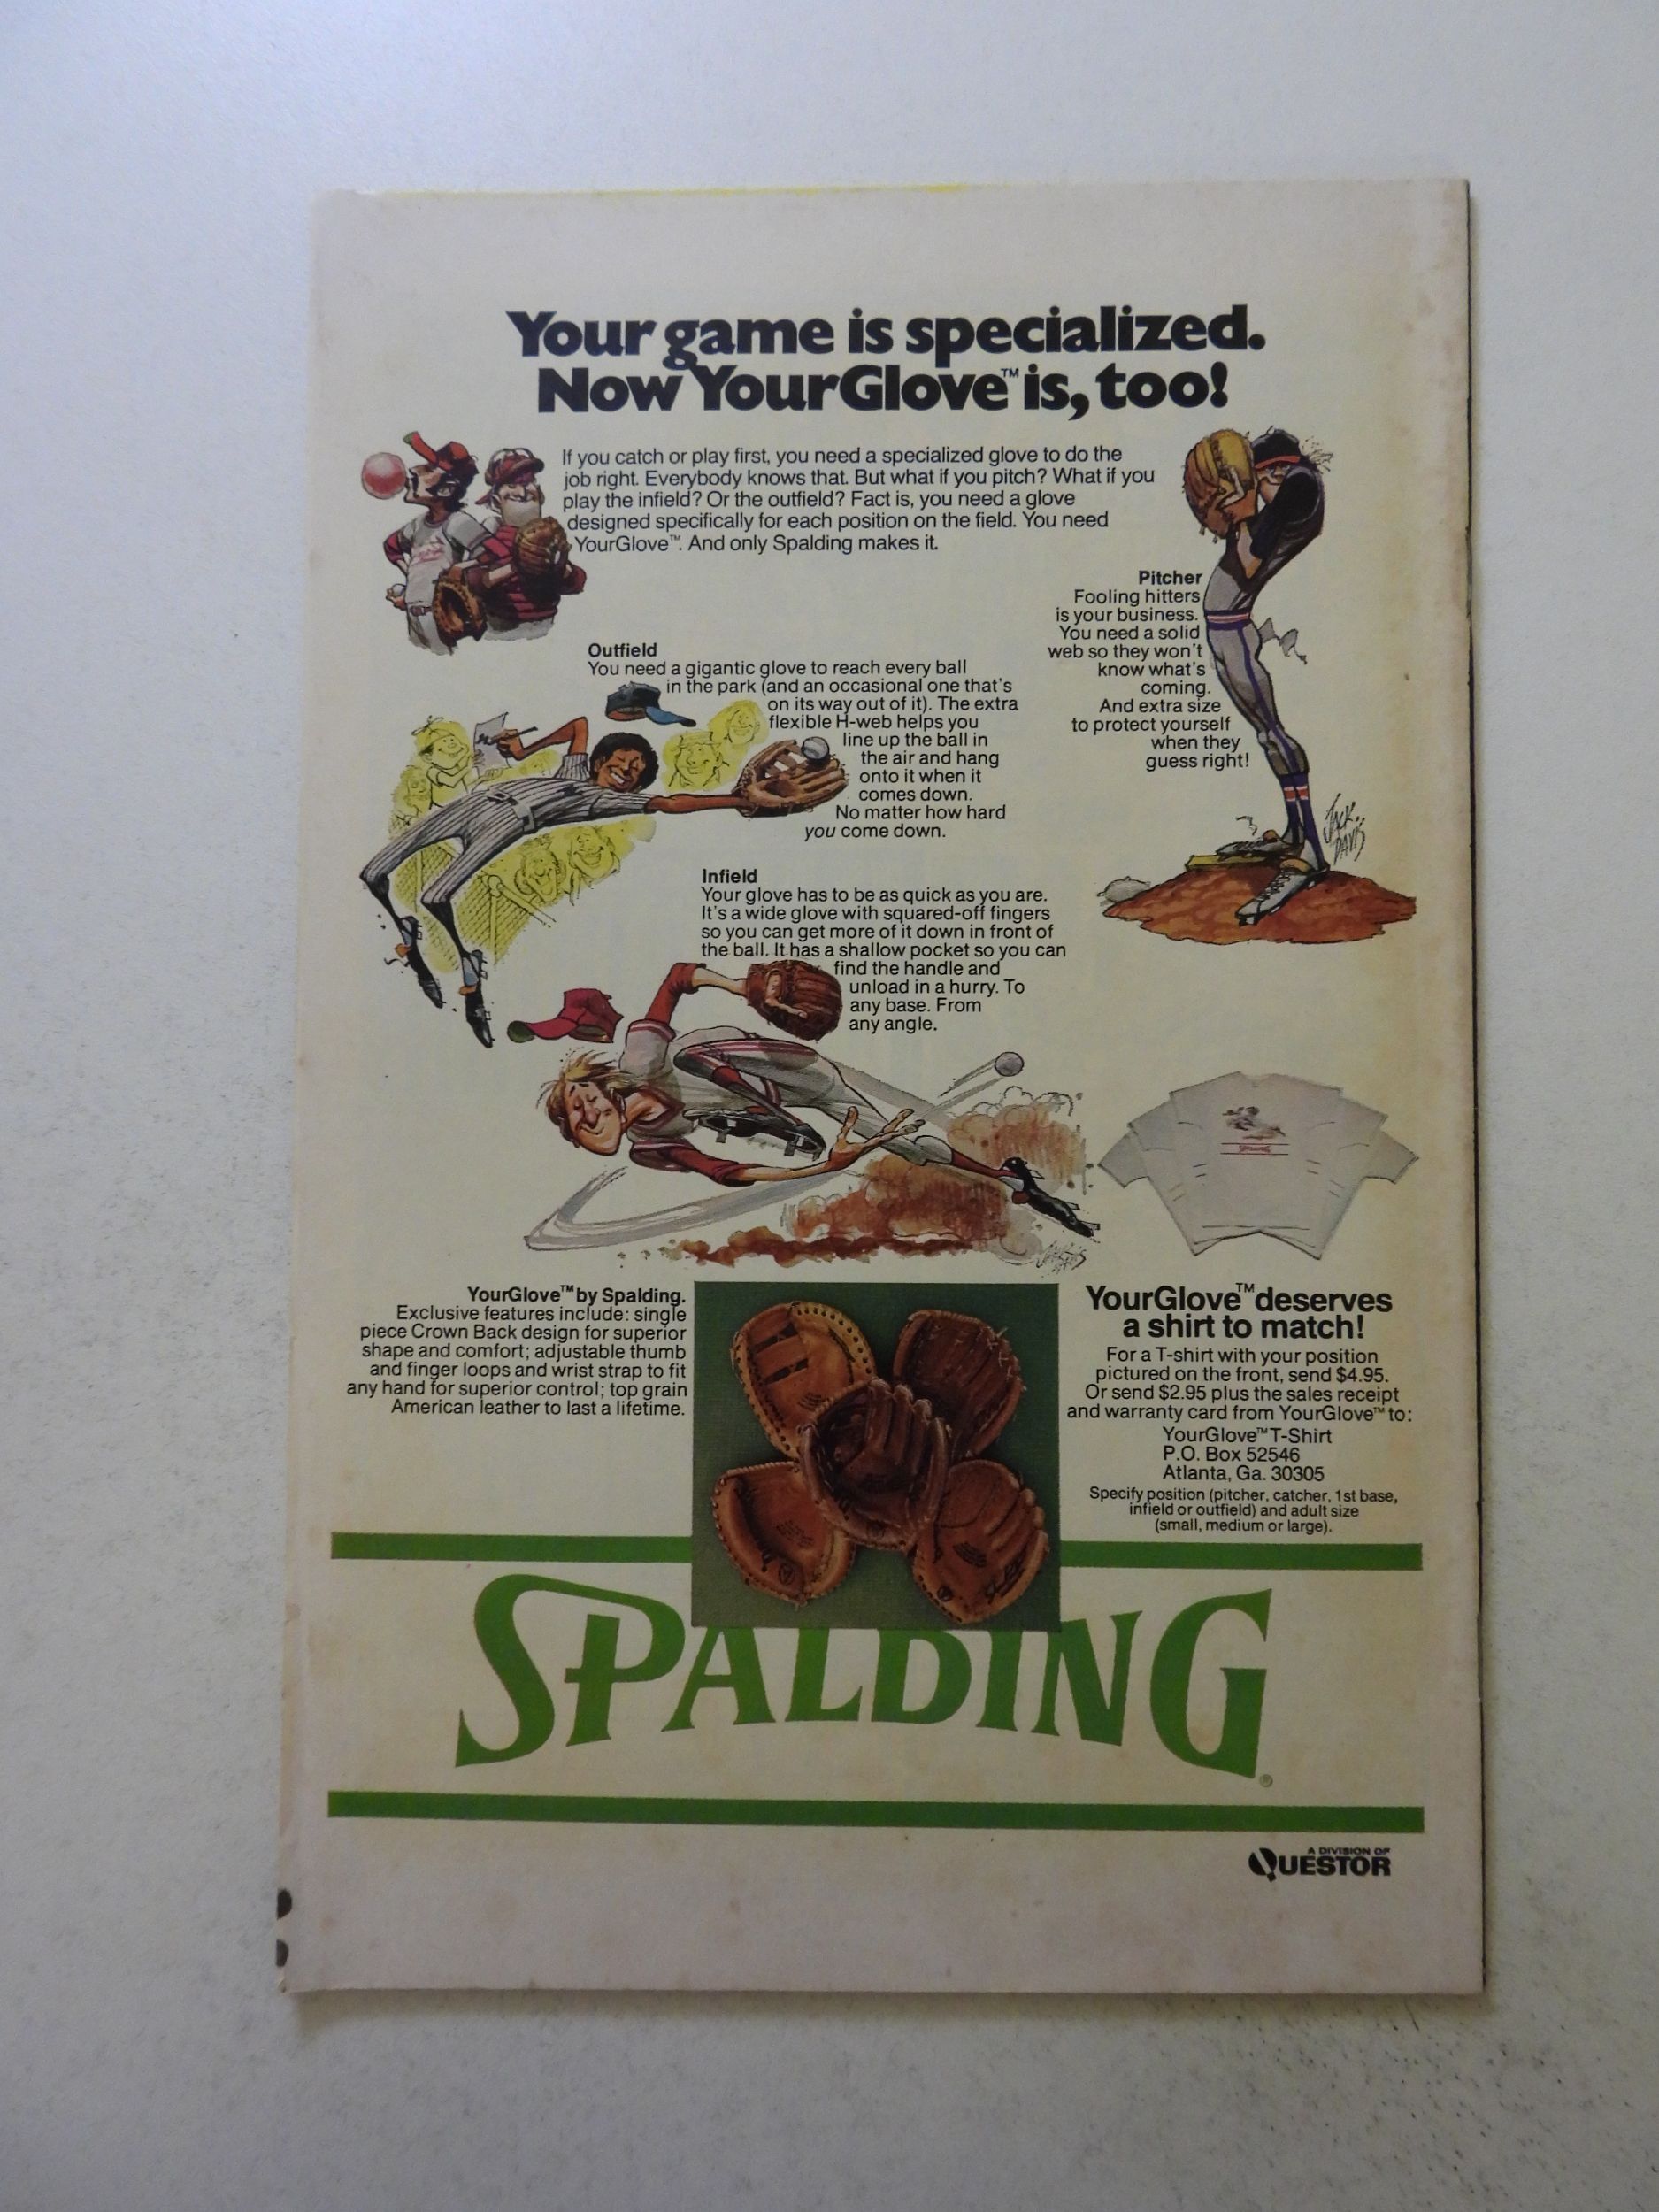 Your game is specialized.
Now YourGlove™ is, too!
If you catch or play first, you need a specialized glove to do the
job right. Everybody knows that. But what if you pitch? What if you
play the infield? Or the outfield? Fact is, you need a glove
designed specifically for each position on the field. You need
YourGlove™. And only Spalding makes it.
Pitcher
Fooling hitters
is your business.
You need a solid
web so they won't
know what's
coming.
And extra size
to protect yourself
when they
guess right!
JACK
DAVIS
Outfield
You need a gigantic glove to reach every ball
in the park (and an occasional one that's
on its way out of it). The extra
flexible H-web helps you
line up the ball in
the air and hang
onto it when it
comes down.
No matter how hard
you come down.
Infield
Your glove has to be as quick as you are.
It's a wide glove with squared-off fingers
so you can get more of it down in front of
the ball. It has a shallow pocket so you can
find the handle and
unload in a hurry. To
any base. From
any angle.
SPALDING
YourGlove™ by Spalding.
Exclusive features include: single
piece Crown Back design for superior
shape and comfort; adjustable thumb
and finger loops and wrist strap to fit
any hand for superior control; top grain
American leather to last a lifetime.
YourGlove™ deserves
a shirt to match!
For a T-shirt with your position
pictured on the front, send $4.95.
Or send $2.95 plus the sales receipt
and warranty card from YourGlove™ to:
YourGlove™ T-Shirt
P.O. Box 52546
Atlanta, Ga. 30305
Specify position (pitcher, catcher, 1st base,
infield or outfield) and adult size
(small, medium or large).
SPALDING®
A DIVISION OF
QUESTOR